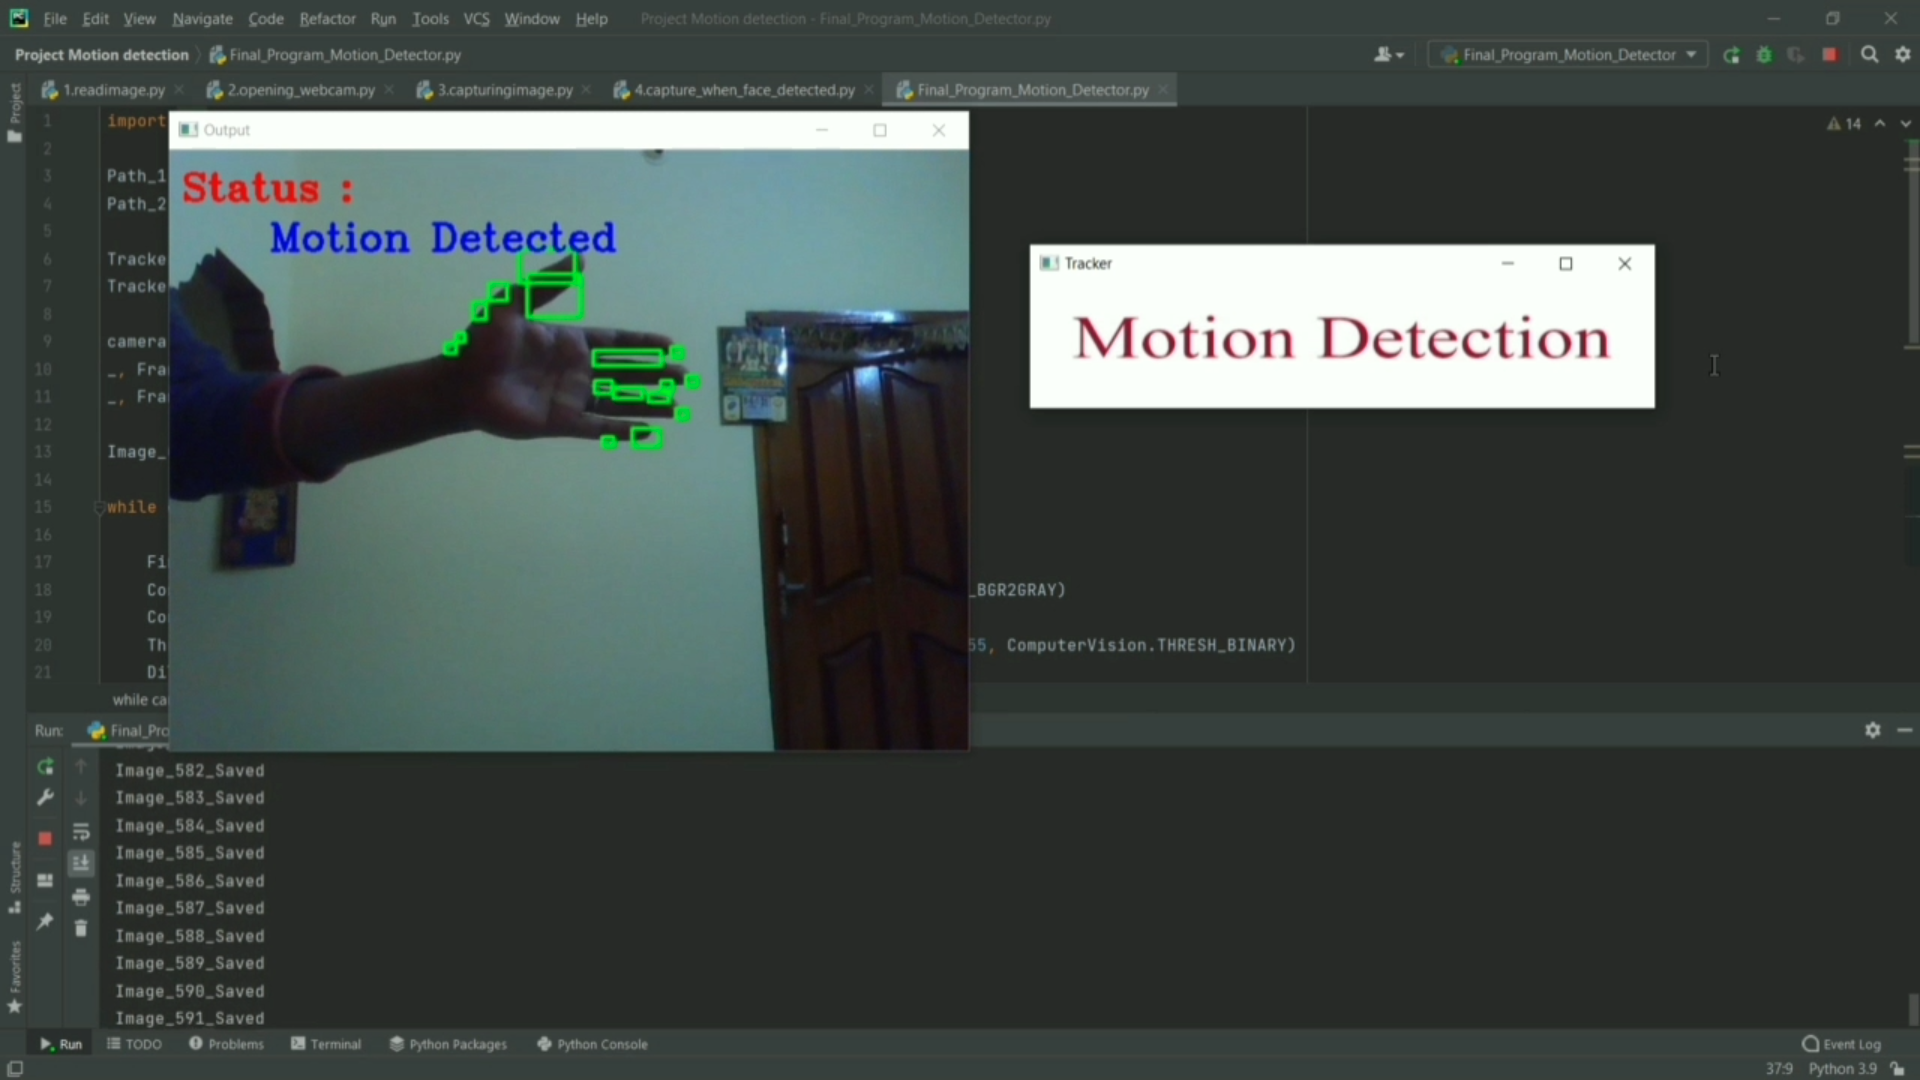 File Edit View Navigate Code Refactor Run Tools VCS Window Help Project Motion detection - Final_Program_Motion_Detector.py
Project Motion detection Final_Program_Motion_Detector.py Final_Program_Motion_Detector
1.readimage.py 2.opening_webcam.py 3.capturingimage.py 4.capture_when_face_detected.py Final_Program_Motion_Detector.py
Project
Output
Status :
Motion Detected
Tracker
Motion Detection
14
1 import
2
3 Path_1
4 Path_2
5
6 Tracke
7 Tracke
8
9 camera
10 _, Fra
11 _, Fra
12
13 Image_
14
15 while
16
17 Fi
18 Co _BGR2GRAY)
19 Co
20 Th 55, ComputerVision.THRESH_BINARY)
21 Di
while ca
Run: Final_Pro
Image_582_Saved
Image_583_Saved
Image_584_Saved
Image_585_Saved
Image_586_Saved
Image_587_Saved
Image_588_Saved
Image_589_Saved
Image_590_Saved
Image_591_Saved
Structure
Favorites
Run TODO Problems Terminal Python Packages Python Console Event Log
37:9 Python 3.9